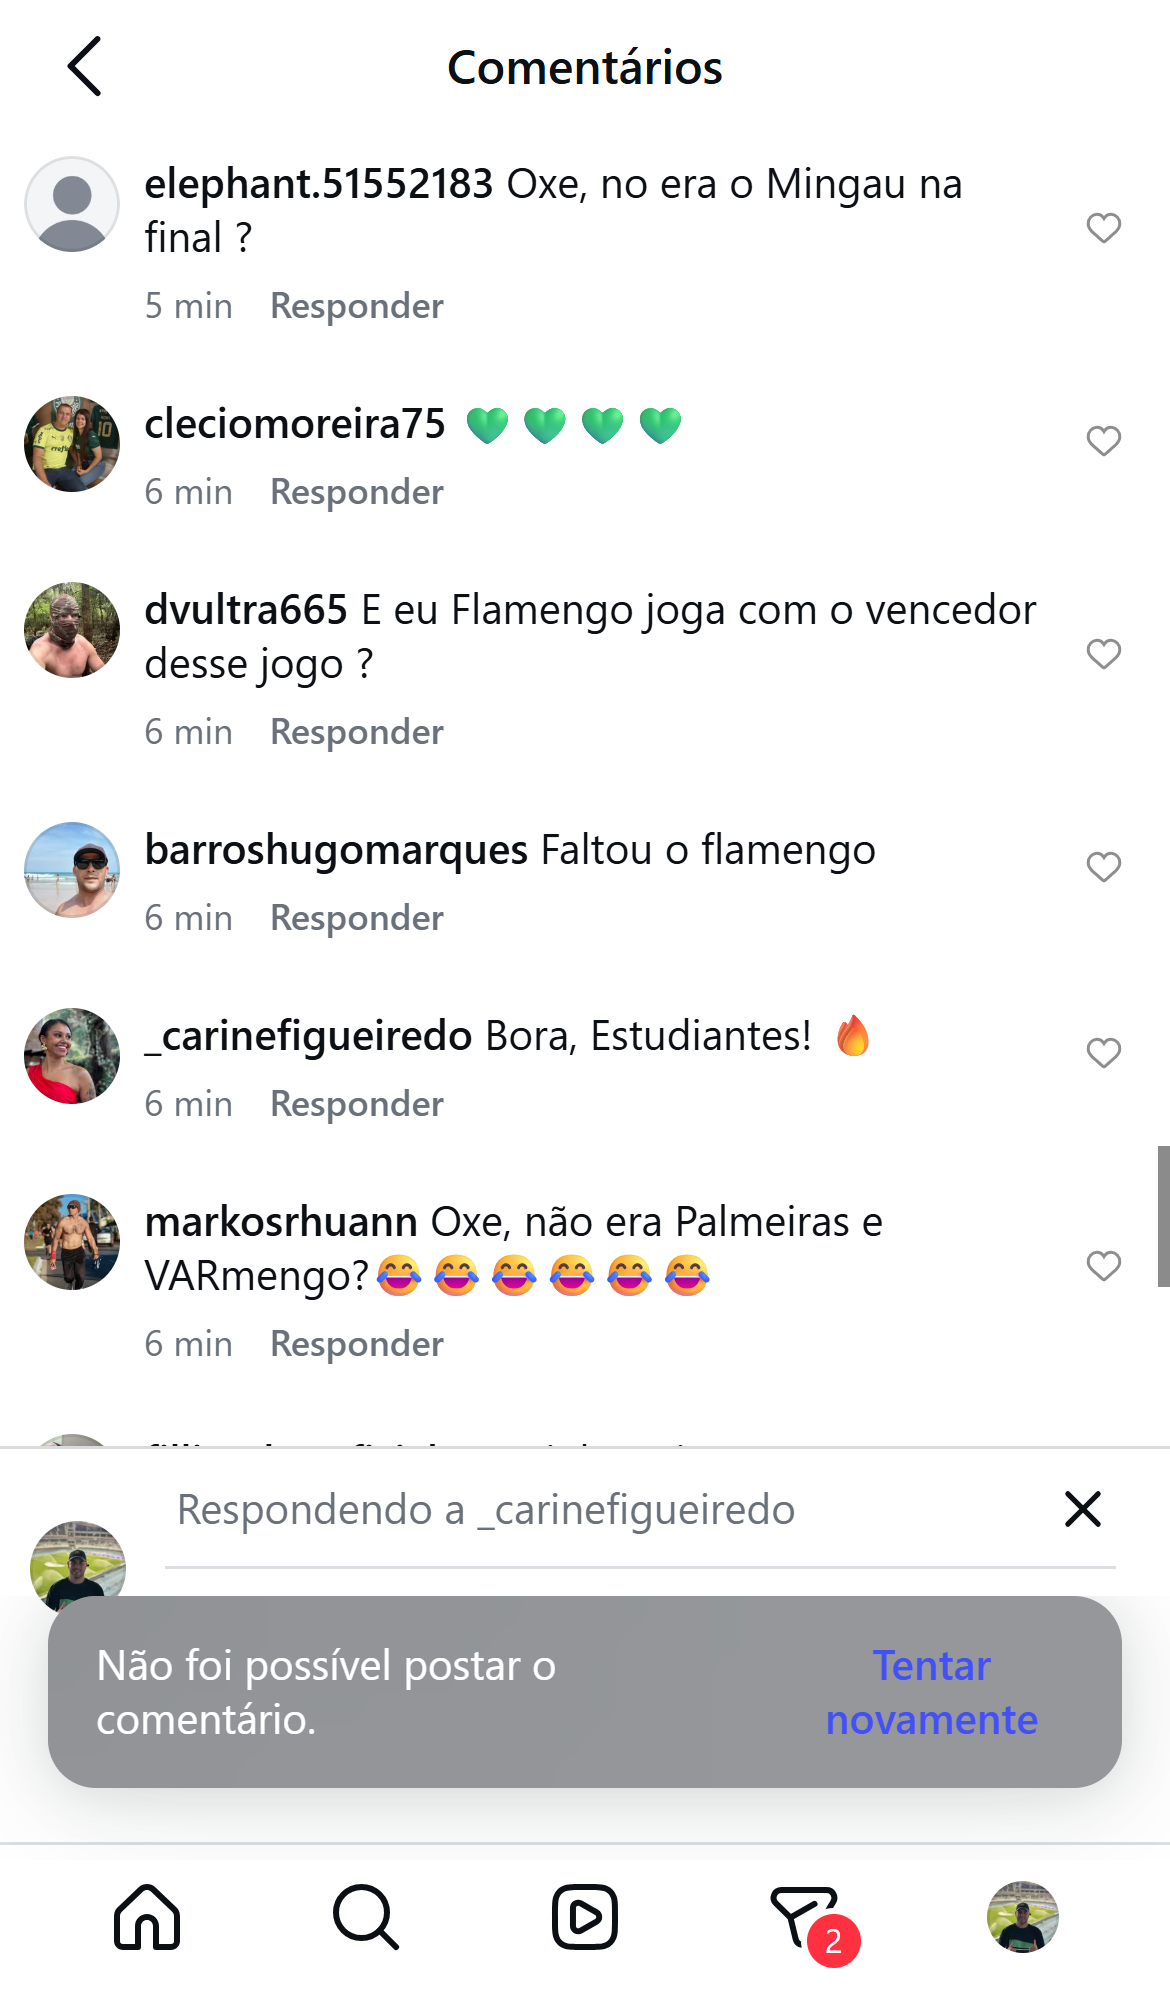 Comentários
elephant.51552183 Oxe, no era o Mingau na
final ?
5 min Responder
cleciomoreira75 💚 💚 💚 💚
6 min Responder
dvultra665 E eu Flamengo joga com o vencedor
desse jogo ?
6 min Responder
barroshugomarques Faltou o flamengo
6 min Responder
_carinefigueiredo Bora, Estudiantes! 🔥
6 min Responder
markosrhuann Oxe, não era Palmeiras e
VARmengo?😂😂😂😂😂😂
6 min Responder
Respondendo a _carinefigueiredo
Não foi possível postar o
comentário.
Tentar
novamente
2